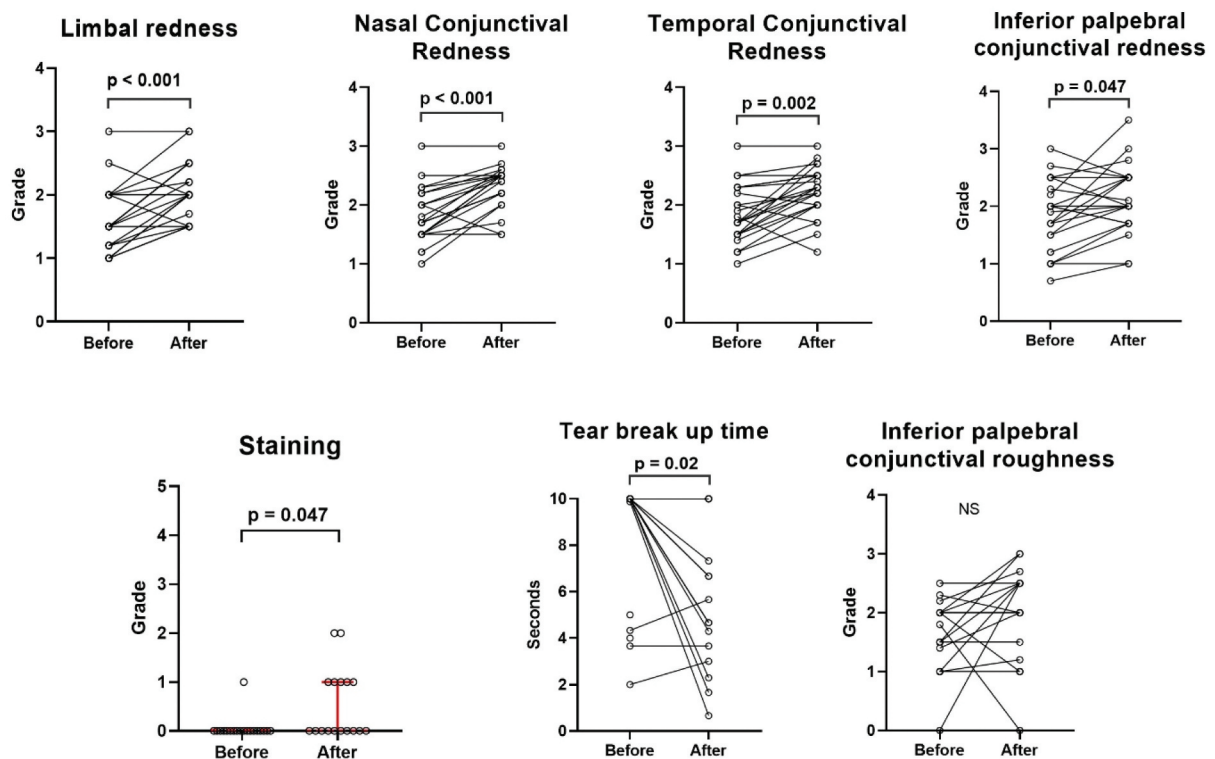 Limbal redness
p < 0.001
4
3
2
1
0
Grade
Before
After
Nasal Conjunctival
Redness
p < 0.001
4
3
2
1
0
Grade
Before
After
Temporal Conjunctival
Redness
p = 0.002
4
3
2
1
0
Grade
Before
After
Inferior palpebral
conjunctival redness
p = 0.047
4
3
2
1
0
Grade
Before
After
Staining
p = 0.047
5
4
3
2
1
0
Grade
Before
After
Tear break up time
p = 0.02
10
8
6
4
2
0
Seconds
Before
After
Inferior palpebral
conjunctival roughness
NS
4
3
2
1
0
Grade
Before
After